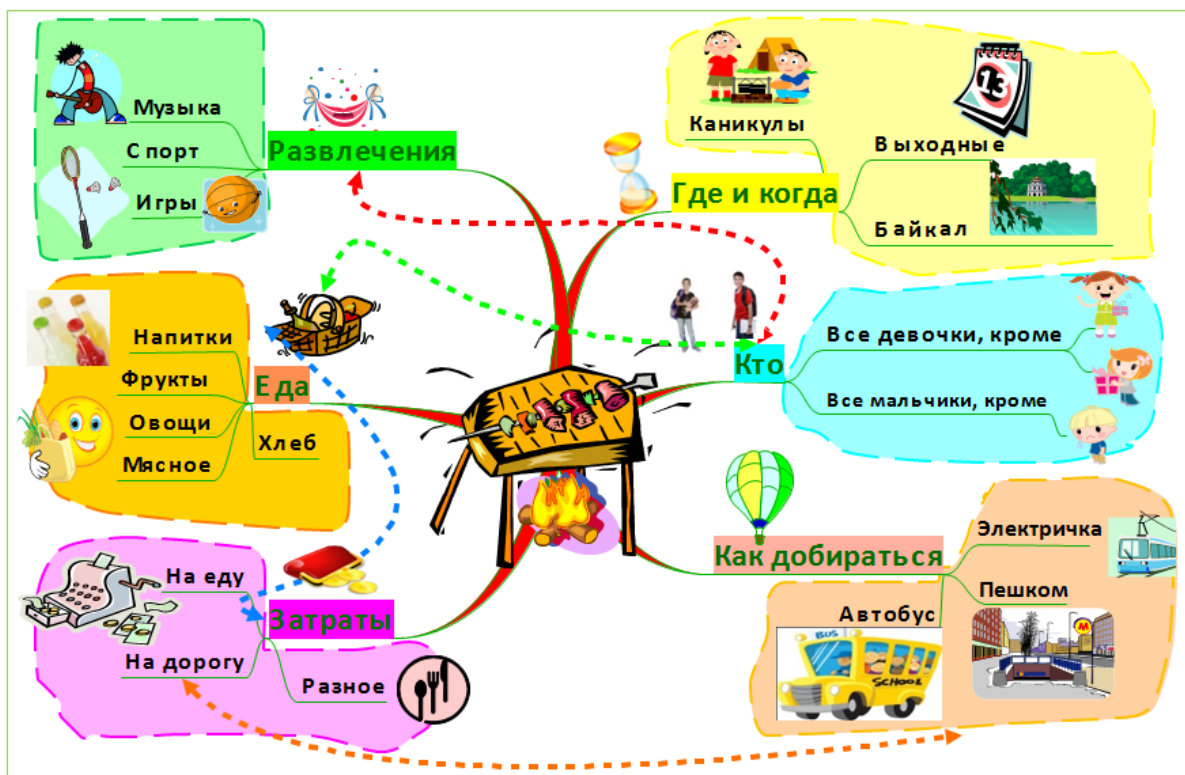 Развлечения
Музыка
Спорт
Игры
Где и когда
Каникулы
Выходные
13
Байкал
Еда
Напитки
Фрукты
Овощи
Мясное
Хлеб
Кто
Все девочки, кроме
Все мальчики, кроме
Затраты
На еду
На дорогу
Разное
Как добираться
Электричка
Пешком
Автобус
BUS
SCHOOL
М